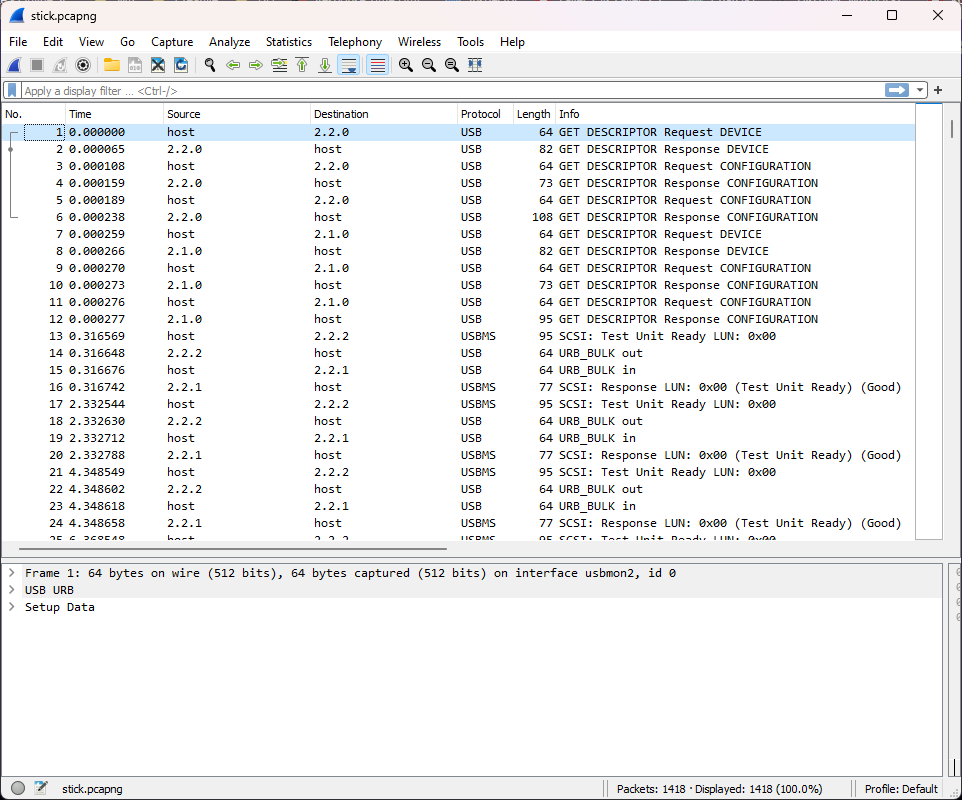 stick.pcapng
File Edit View Go Capture Analyze Statistics Telephony Wireless Tools Help
Apply a display filter … <Ctrl-/>
No. Time Source Destination Protocol Length Info
1 0.000000 host 2.2.0 USB 64 GET DESCRIPTOR Request DEVICE
2 0.000065 2.2.0 host USB 82 GET DESCRIPTOR Response DEVICE
3 0.000108 host 2.2.0 USB 64 GET DESCRIPTOR Request CONFIGURATION
4 0.000159 2.2.0 host USB 73 GET DESCRIPTOR Response CONFIGURATION
5 0.000189 host 2.2.0 USB 64 GET DESCRIPTOR Request CONFIGURATION
6 0.000238 2.2.0 host USB 108 GET DESCRIPTOR Response CONFIGURATION
7 0.000259 host 2.1.0 USB 64 GET DESCRIPTOR Request DEVICE
8 0.000266 2.1.0 host USB 82 GET DESCRIPTOR Response DEVICE
9 0.000270 host 2.1.0 USB 64 GET DESCRIPTOR Request CONFIGURATION
10 0.000273 2.1.0 host USB 73 GET DESCRIPTOR Response CONFIGURATION
11 0.000276 host 2.1.0 USB 64 GET DESCRIPTOR Request CONFIGURATION
12 0.000277 2.1.0 host USB 95 GET DESCRIPTOR Response CONFIGURATION
13 0.316569 host 2.2.2 USBMS 95 SCSI: Test Unit Ready LUN: 0x00
14 0.316648 2.2.2 host USB 64 URB_BULK out
15 0.316676 host 2.2.1 USB 64 URB_BULK in
16 0.316742 2.2.1 host USBMS 77 SCSI: Response LUN: 0x00 (Test Unit Ready) (Good)
17 2.332544 host 2.2.2 USBMS 95 SCSI: Test Unit Ready LUN: 0x00
18 2.332630 2.2.2 host USB 64 URB_BULK out
19 2.332712 host 2.2.1 USB 64 URB_BULK in
20 2.332788 2.2.1 host USBMS 77 SCSI: Response LUN: 0x00 (Test Unit Ready) (Good)
21 4.348549 host 2.2.2 USBMS 95 SCSI: Test Unit Ready LUN: 0x00
22 4.348602 2.2.2 host USB 64 URB_BULK out
23 4.348618 host 2.2.1 USB 64 URB_BULK in
24 4.348658 2.2.1 host USBMS 77 SCSI: Response LUN: 0x00 (Test Unit Ready) (Good)
Frame 1: 64 bytes on wire (512 bits), 64 bytes captured (512 bits) on interface usbmon2, id 0
USB URB
Setup Data
stick.pcapng Packets: 1418 · Displayed: 1418 (100.0%) Profile: Default